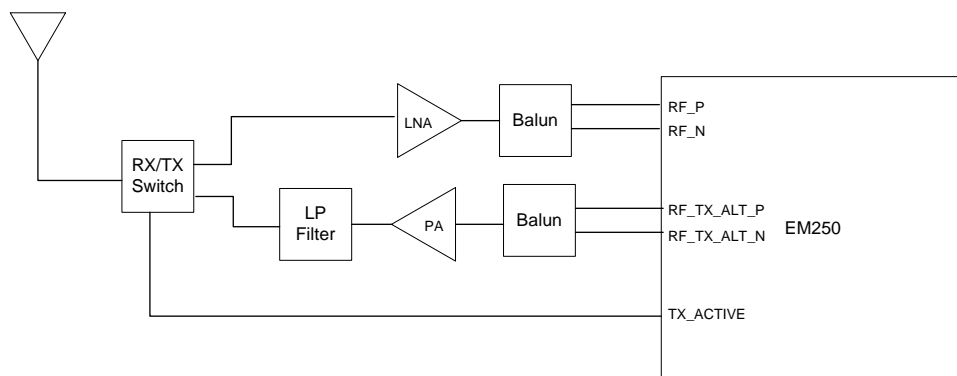 RF_P
LNA
Balun
RF_N
RX/TX
Switch
LP
Filter
PA
Balun
RF_TX_ALT_P
RF_TX_ALT_N
EM250
TX_ACTIVE